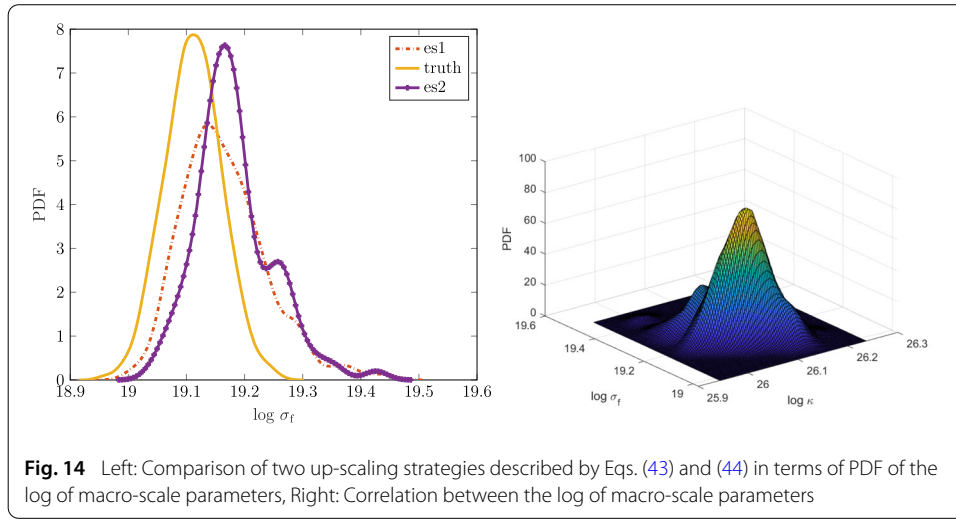 8
7
6
5
4
3
2
1
0
PDF
18.9 19 19.1 19.2 19.3 19.4 19.5 19.6
log σf
es1
truth
es2
100
80
60
40
20
0
PDF
19.6
19.4
19.2
19
log σf
25.9
26
26.1
26.2
26.3
log κ
Fig. 14 Left: Comparison of two up-scaling strategies described by Eqs. (43) and (44) in terms of PDF of the
log of macro-scale parameters, Right: Correlation between the log of macro-scale parameters